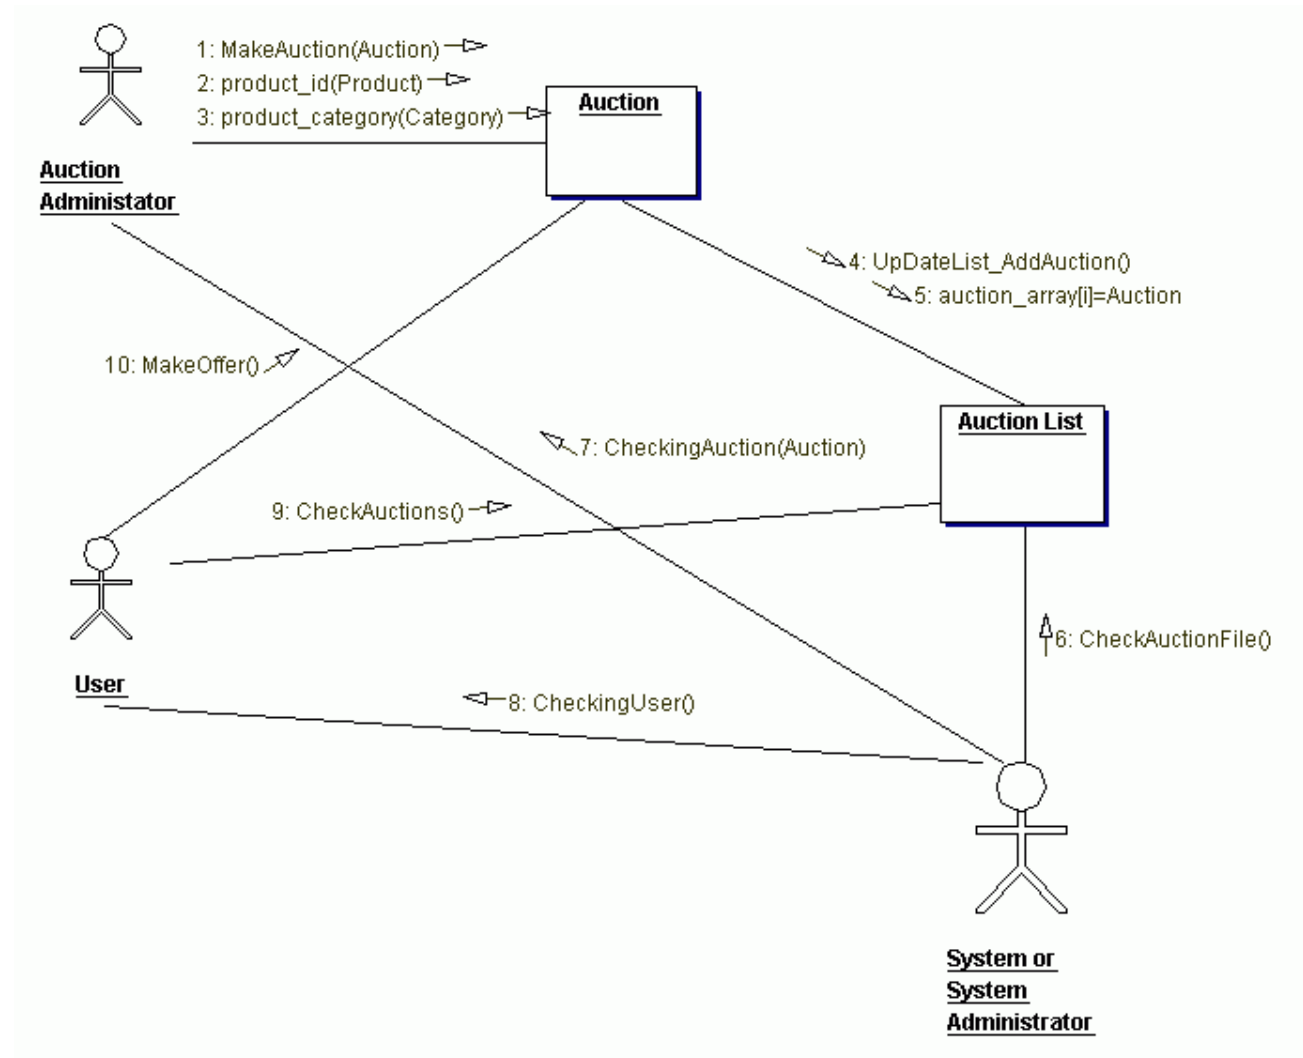 1: MakeAuction(Auction)
2: product_id(Product)
3: product_category(Category)
Auction
Auction
Administator
4: UpDateList_AddAuction()
5: auction_array[i]=Auction
10: MakeOffer()
Auction List
7: CheckingAuction(Auction)
9: CheckAuctions()
6: CheckAuctionFile()
User
8: CheckingUser()
System or
System
Administrator